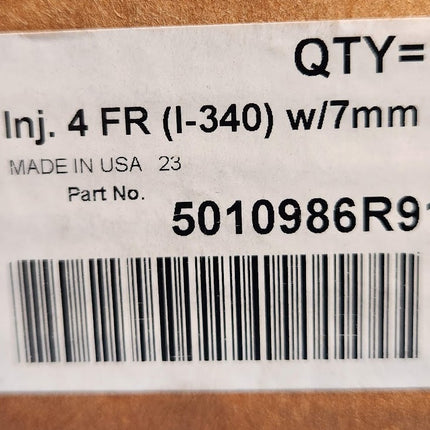 QTY=
Inj. 4 FR (I-340) w/7mm
MADE IN USA 23
Part No.
5010986R91